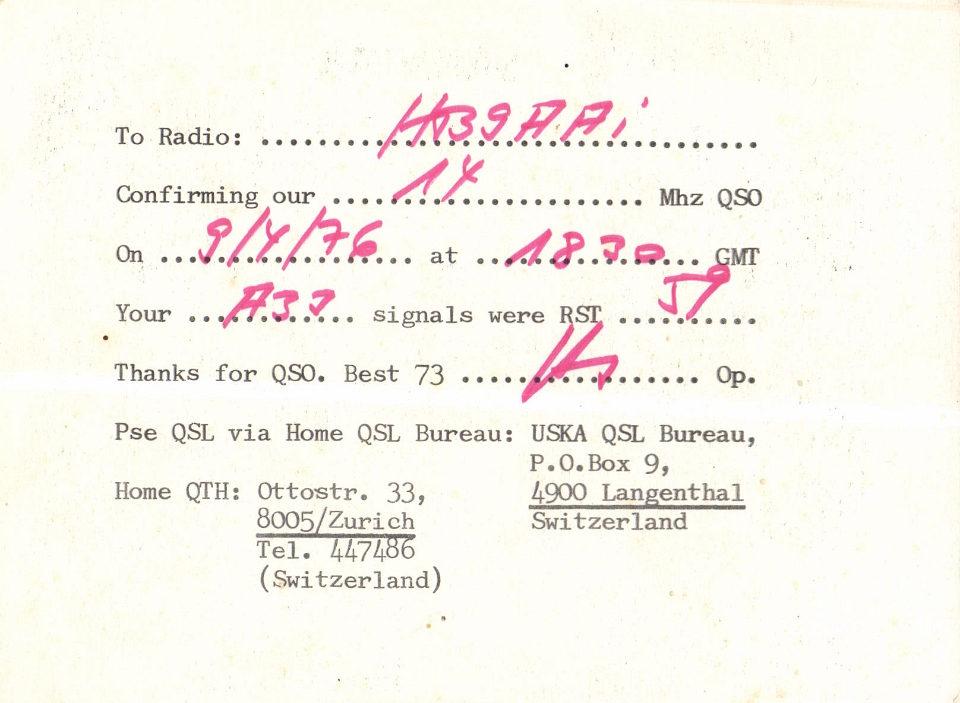 To Radio: HB9AAi
Confirming our 14 Mhz QSO
On 9/4/76 at 1830 GMT
Your A3J signals were RST 59
Thanks for QSO. Best 73 ........ Op.
Pse QSL via Home QSL Bureau: USKA QSL Bureau,
P.O.Box 9,
4900 Langenthal
Switzerland
Home QTH: Ottostr. 33,
8005/Zurich
Tel. 447486
(Switzerland)